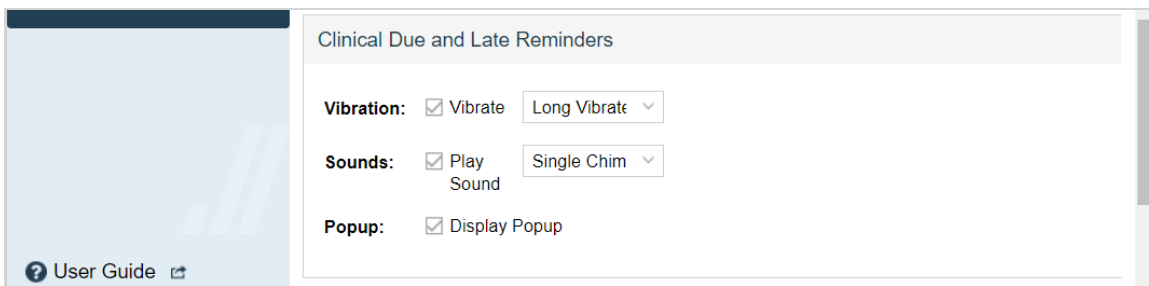 Clinical Due and Late Reminders
Vibration: Vibrate Long Vibrate
Sounds: Play Sound Single Chim
Popup: Display Popup
User Guide